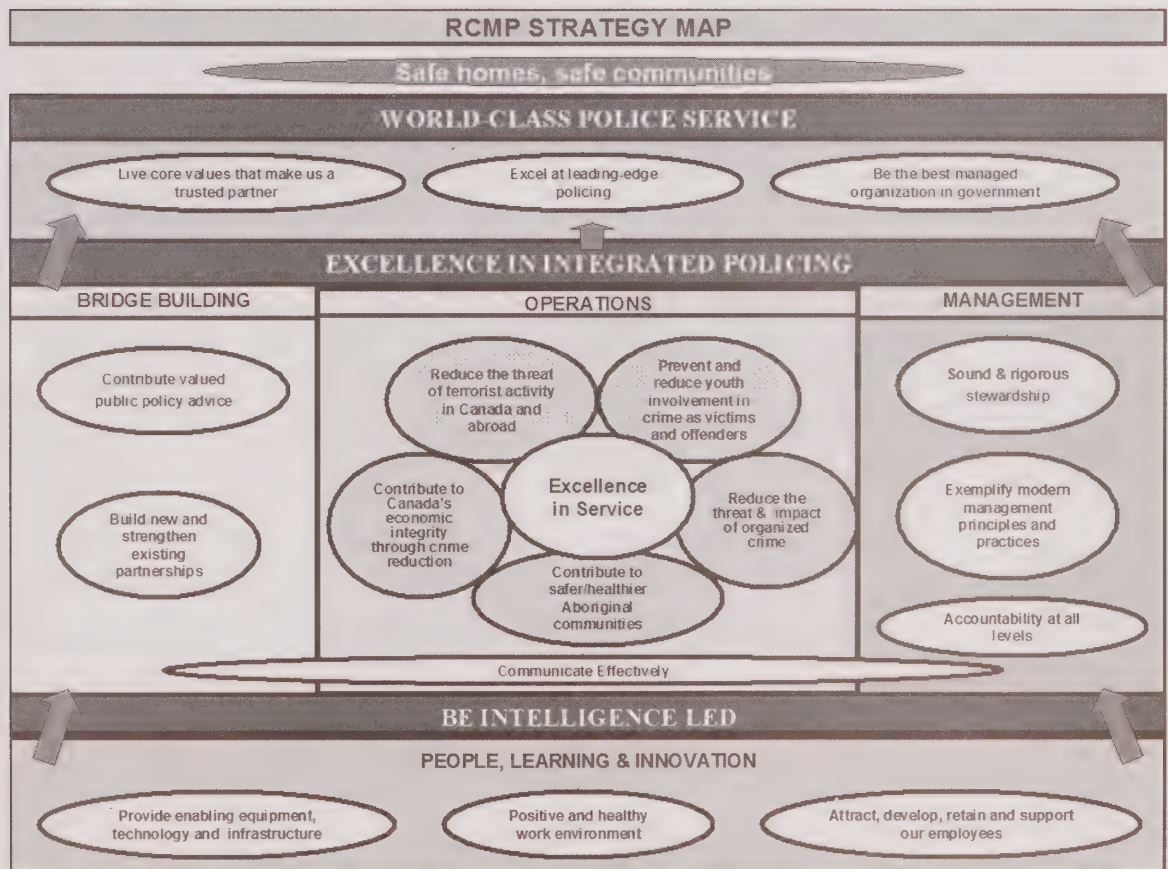 RCMP STRATEGY MAP
Safe homes, safe communities
WORLD-CLASS POLICE SERVICE
Live core values that make us a
trusted partner
Excel at leading-edge
policing
Be the best managed
organization in government
EXCELLENCE IN INTEGRATED POLICING
BRIDGE BUILDING
Contribute valued
public policy advice
Build new and
strengthen
existing
partnerships
OPERATIONS
Reduce the threat
of terrorist activity
in Canada and
abroad
Prevent and
reduce youth
involvement in
crime as victims
and offenders
Contribute to
Canada's
economic
integrity
through crime
reduction
Excellence
in Service
Reduce the
threat & impact
of organized
crime
Contribute to
safer/healthier
Aboriginal
communities
MANAGEMENT
Sound & rigorous
stewardship
Exemplify modern
management
principles and
practices
Accountability at all
levels
Communicate Effectively
BE INTELLIGENCE LED
PEOPLE, LEARNING & INNOVATION
Provide enabling equipment,
technology and infrastructure
Positive and healthy
work environment
Attract, develop, retain and support
our employees